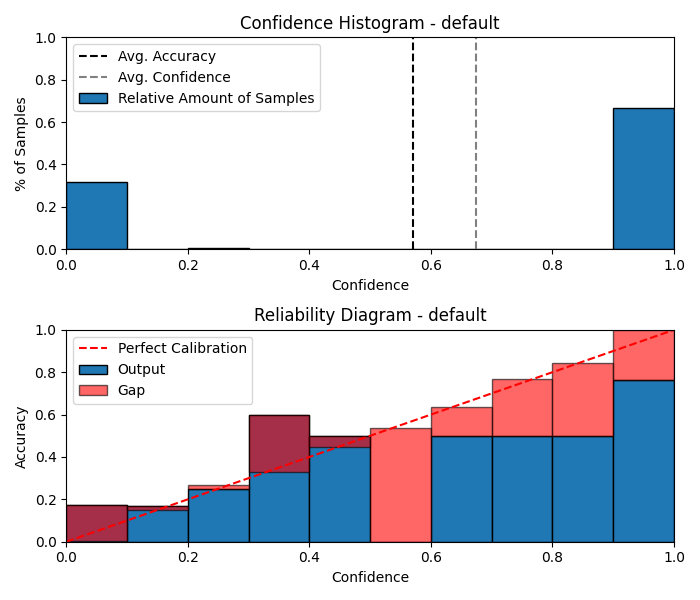 Confidence Histogram - default
1.0
0.8
0.6
0.4
0.2
0.0
% of Samples
Avg. Accuracy
Avg. Confidence
Relative Amount of Samples
0.0 0.2 0.4 0.6 0.8 1.0
Confidence
Reliability Diagram - default
1.0
0.8
0.6
0.4
0.2
0.0
Accuracy
Perfect Calibration
Output
Gap
0.0 0.2 0.4 0.6 0.8 1.0
Confidence